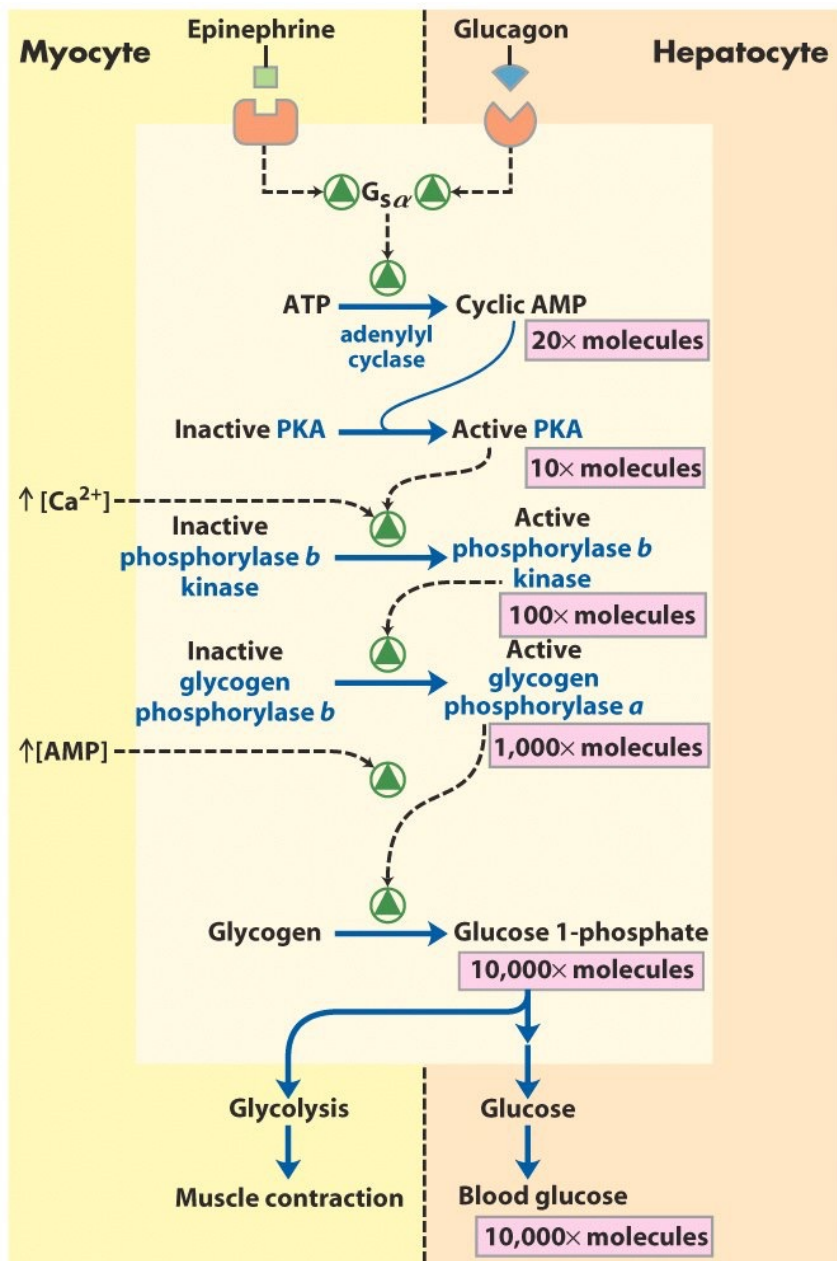 Myocyte
Epinephrine
Glucagon
Hepatocyte
Gsα
ATP
Cyclic AMP
adenylyl
cyclase
20× molecules
Inactive PKA
Active PKA
10× molecules
↑ [Ca²⁺]
Inactive
phosphorylase b
kinase
Active
phosphorylase b
kinase
100× molecules
Inactive
glycogen
phosphorylase b
Active
glycogen
phosphorylase a
1,000× molecules
↑[AMP]
Glycogen
Glucose 1-phosphate
10,000× molecules
Glycolysis
Glucose
Muscle contraction
Blood glucose
10,000× molecules